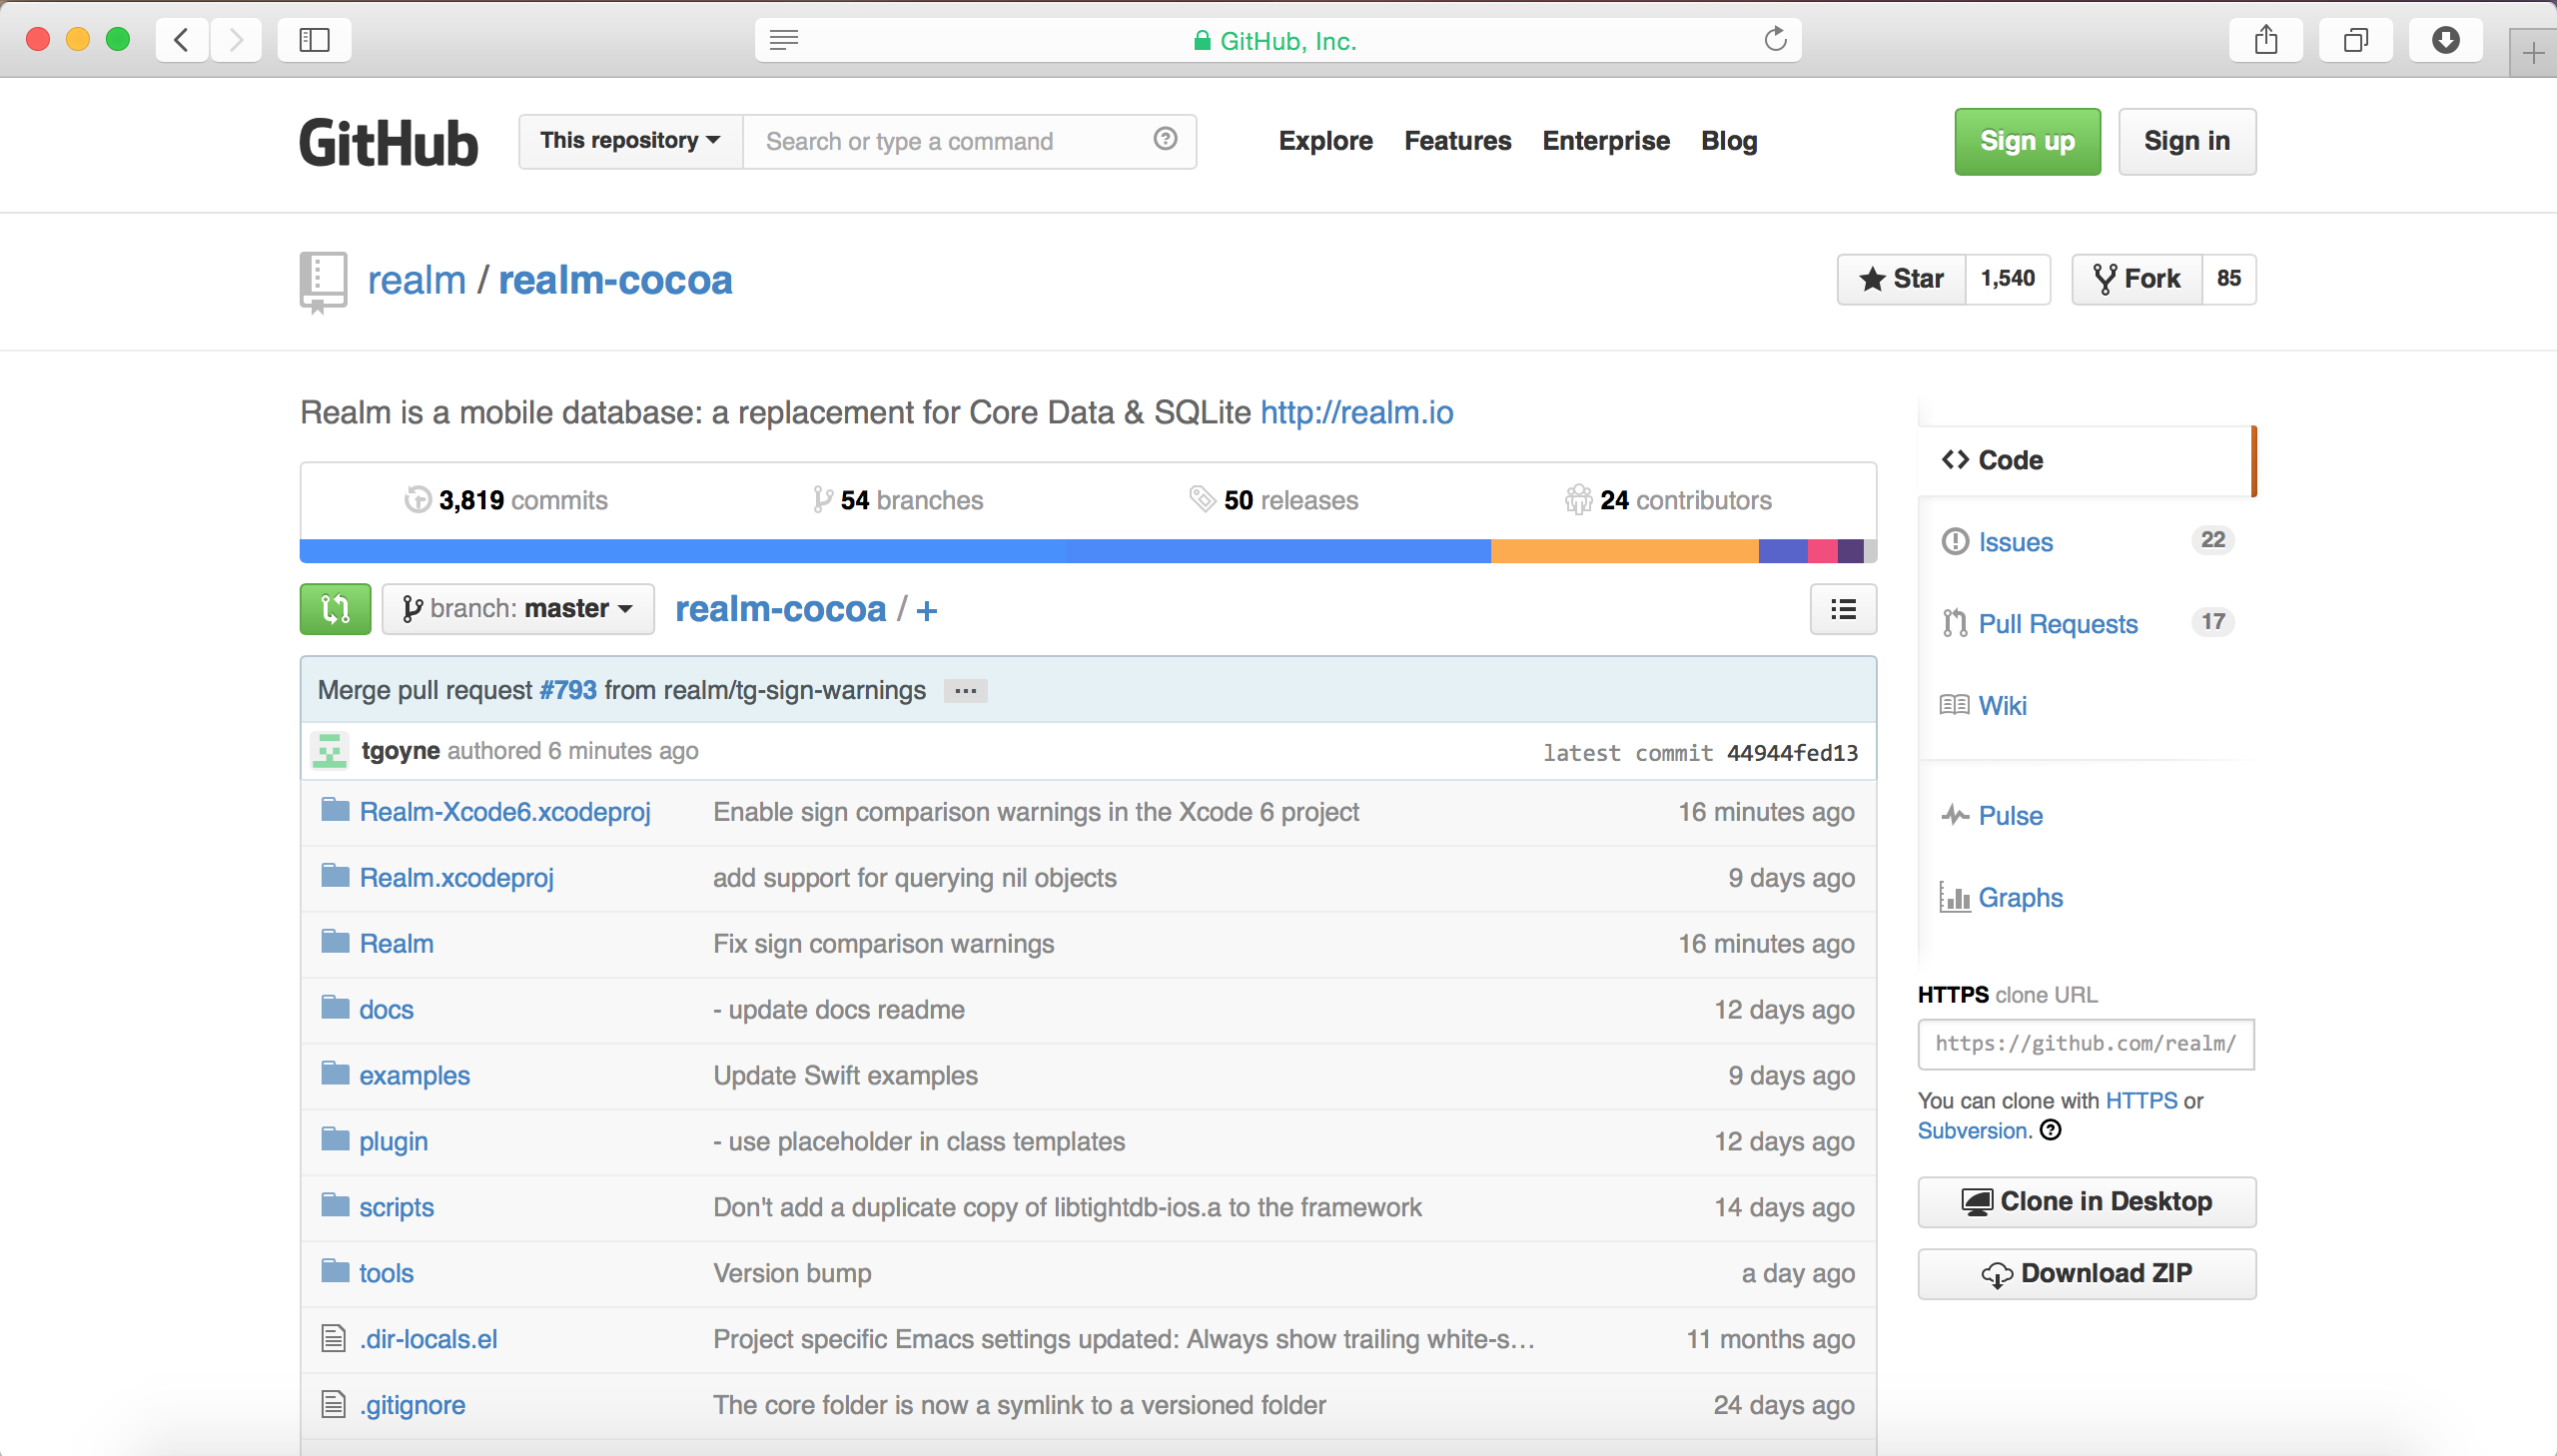 GitHub, Inc.
GitHub This repository Search or type a command Explore Features Enterprise Blog Sign up Sign in
realm / realm-cocoa Star 1,540 Fork 85
Realm is a mobile database: a replacement for Core Data & SQLite http://realm.io
3,819 commits 54 branches 50 releases 24 contributors
branch: master realm-cocoa / +
Merge pull request #793 from realm/tg-sign-warnings ...
tgoyne authored 6 minutes ago latest commit 44944fed13
Realm-Xcode6.xcodeproj Enable sign comparison warnings in the Xcode 6 project 16 minutes ago
Realm.xcodeproj add support for querying nil objects 9 days ago
Realm Fix sign comparison warnings 16 minutes ago
docs - update docs readme 12 days ago
examples Update Swift examples 9 days ago
plugin - use placeholder in class templates 12 days ago
scripts Don't add a duplicate copy of libtightdb-ios.a to the framework 14 days ago
tools Version bump a day ago
.dir-locals.el Project specific Emacs settings updated: Always show trailing white-s… 11 months ago
.gitignore The core folder is now a symlink to a versioned folder 24 days ago
Code
Issues 22
Pull Requests 17
Wiki
Pulse
Graphs
HTTPS clone URL
https://github.com/realm/
You can clone with HTTPS or
Subversion.
Clone in Desktop
Download ZIP